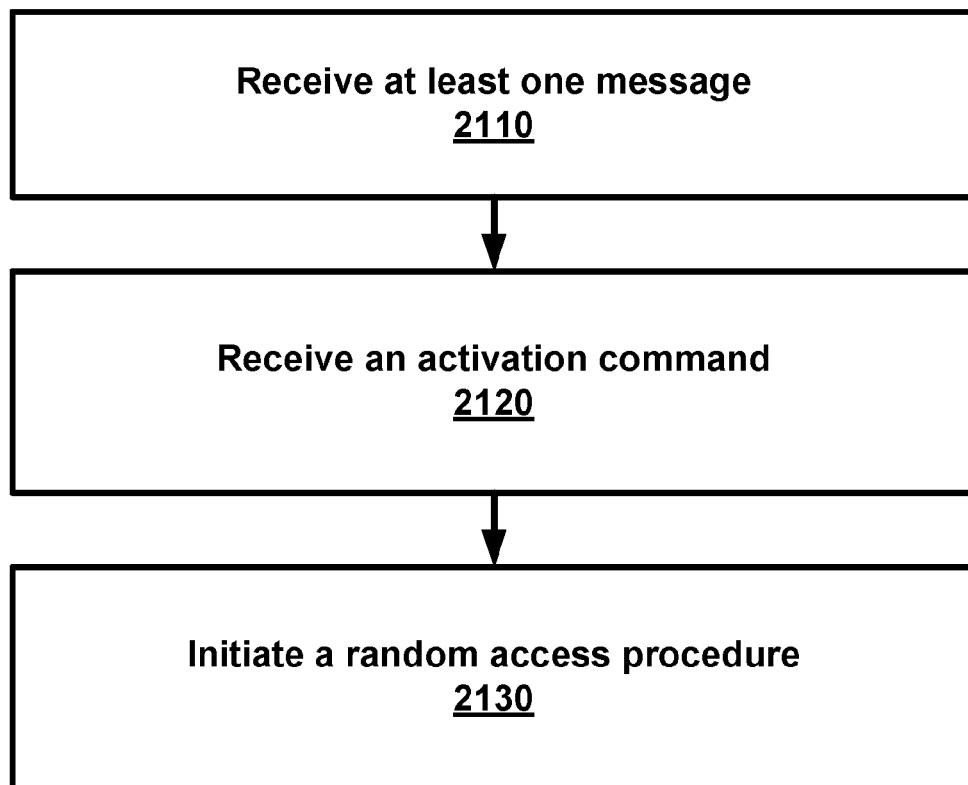 Receive at least one message
2110
Receive an activation command
2120
Initiate a random access procedure
2130